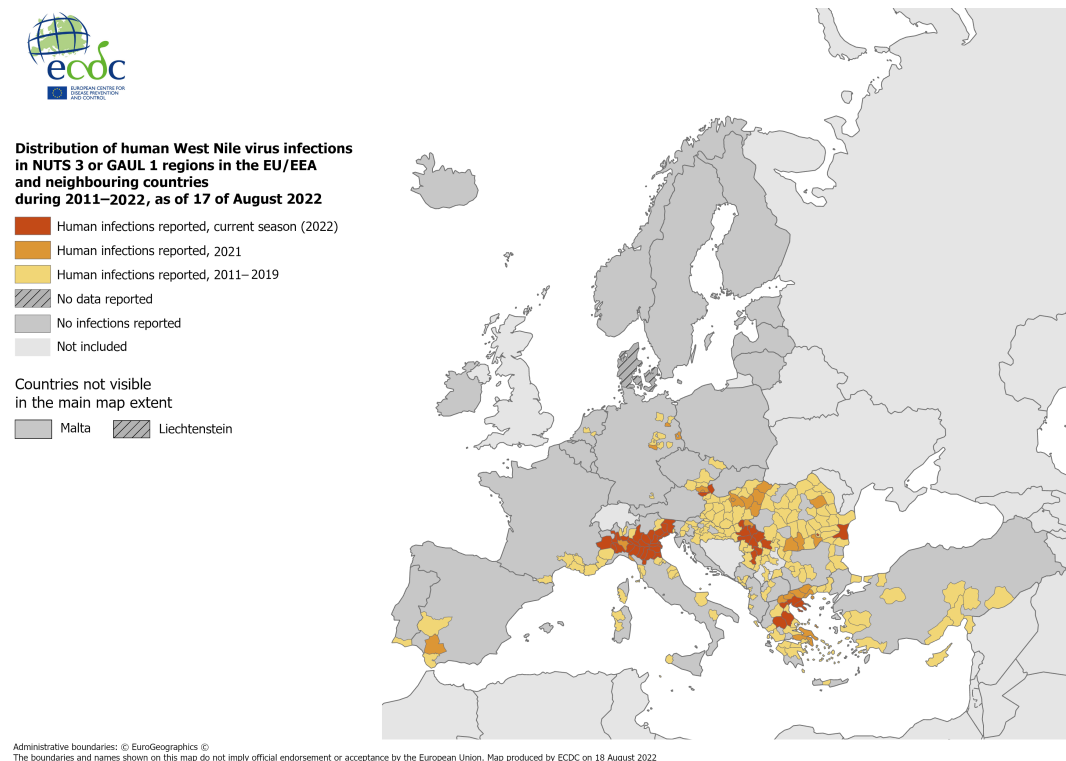 ecdc
EUROPEAN CENTRE FOR
DISEASE PREVENTION
AND CONTROL
Distribution of human West Nile virus infections
in NUTS 3 or GAUL 1 regions in the EU/EEA
and neighbouring countries
during 2011–2022, as of 17 of August 2022
Human infections reported, current season (2022)
Human infections reported, 2021
Human infections reported, 2011–2019
No data reported
No infections reported
Not included
Countries not visible
in the main map extent
Malta
Liechtenstein
Administrative boundaries: © EuroGeographics ©
The boundaries and names shown on this map do not imply official endorsement or acceptance by the European Union. Map produced by ECDC on 18 August 2022